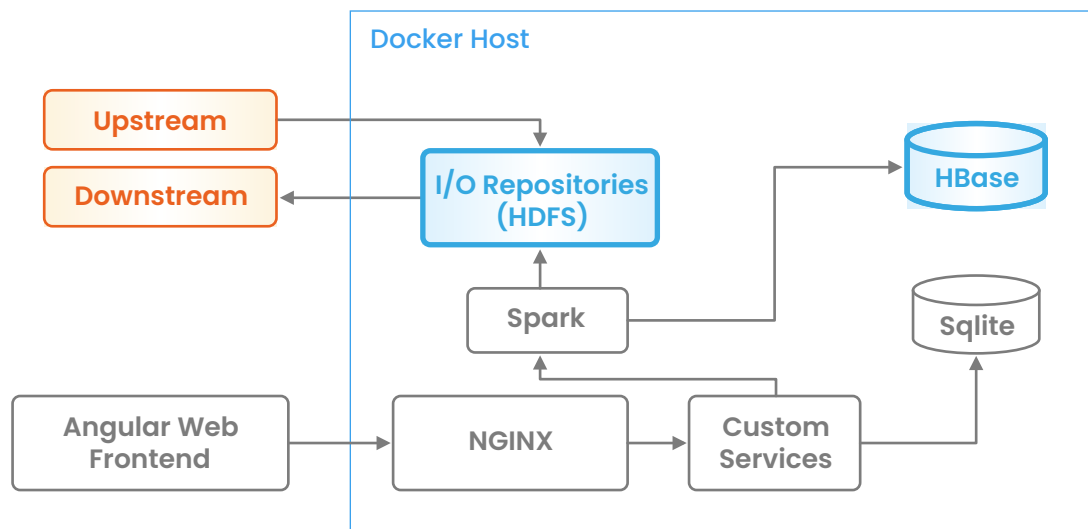 Docker Host
Upstream
Downstream
I/O Repositories
(HDFS)
HBase
Spark
Sqlite
Angular Web
Frontend
NGINX
Custom
Services